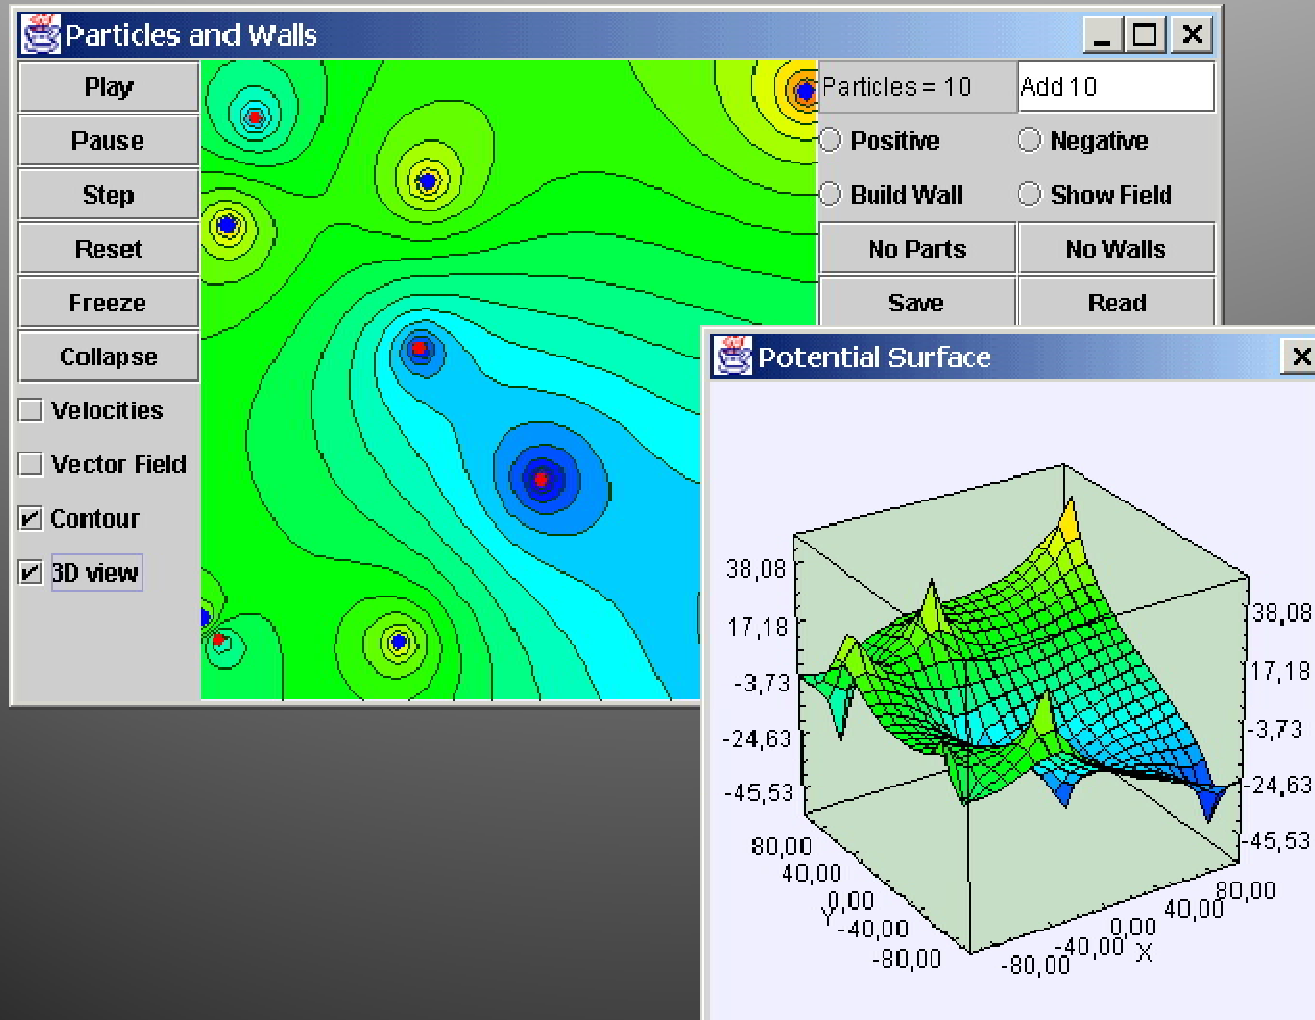 Particles and Walls
Play
Pause
Step
Reset
Freeze
Collapse
Velocities
Vector Field
Contour
3D view
Particles = 10
Add 10
Positive
Negative
Build Wall
Show Field
No Parts
No Walls
Save
Read
Potential Surface
38,08
17,18
-3,73
-24,63
-45,53
38,08
17,18
-3,73
-24,63
-45,53
80,00
40,00
0,00
-40,00
-80,00
Y
80,00
40,00
0,00
-40,00
-80,00
X